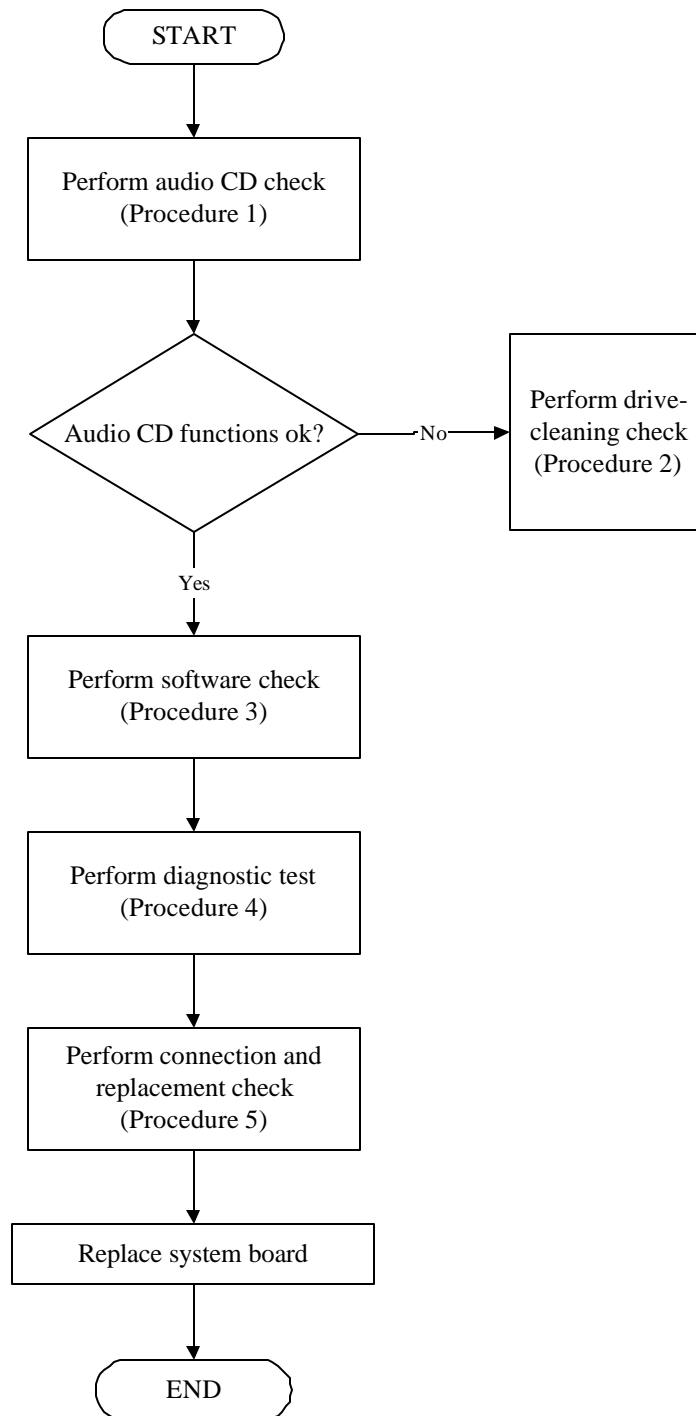 START
Perform audio CD check
(Procedure 1)
Audio CD functions ok?
No
Perform drive-
cleaning check
(Procedure 2)
Yes
Perform software check
(Procedure 3)
Perform diagnostic test
(Procedure 4)
Perform connection and
replacement check
(Procedure 5)
Replace system board
END